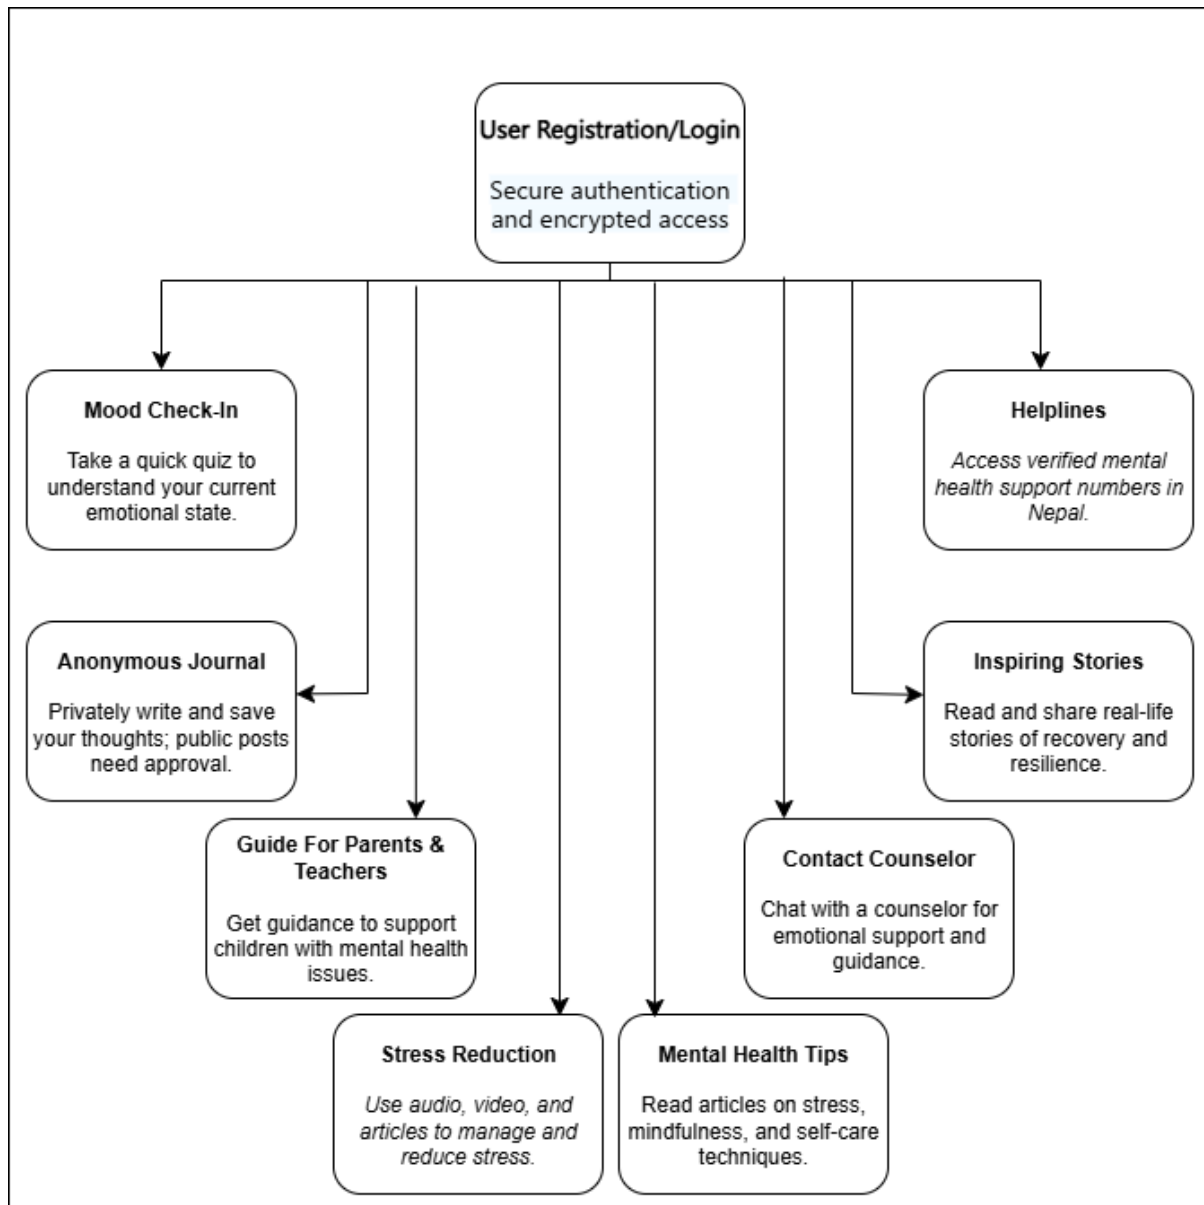 User Registration/Login
Secure authentication
and encrypted access
Mood Check-In
Take a quick quiz to
understand your current
emotional state.
Helplines
Access verified mental
health support numbers in
Nepal.
Anonymous Journal
Privately write and save
your thoughts; public posts
need approval.
Inspiring Stories
Read and share real-life
stories of recovery and
resilience.
Guide For Parents &
Teachers
Get guidance to support
children with mental health
issues.
Contact Counselor
Chat with a counselor for
emotional support and
guidance.
Stress Reduction
Use audio, video, and
articles to manage and
reduce stress.
Mental Health Tips
Read articles on stress,
mindfulness, and self-care
techniques.